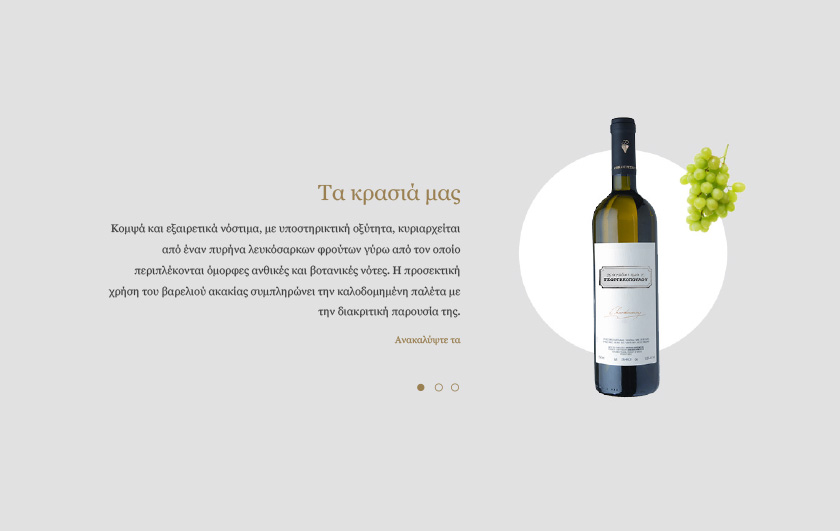 Τα κρασιά μας
Κομψά και εξαιρετικά νόστιμα, με υποστηρικτική οξύτητα, κυριαρχείται
από έναν πυρήνα λευκόσαρκων φρούτων γύρω από τον οποίο
περιπλέκονται όμορφες ανθικές και βοτανικές νότες. Η προσεκτική
χρήση του βαρελιού ακακίας συμπληρώνει την καλοδομημένη παλέτα με
την διακριτική παρουσία της.
Ανακαλύψτε τα